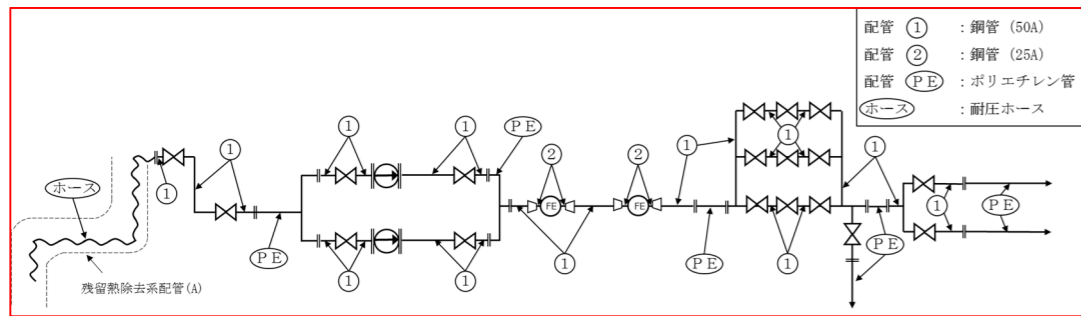 配管 ① ：鋼管 (50A)
配管 ② ：鋼管 (25A)
配管 ＰＥ ：ポリエチレン管
ホース ：耐圧ホース
① ① ＰＥ
② ② ① ① ①
①
①
ホース
① ＰＥ
ＰＥ
FE FE
ＰＥ ① ① ① ＰＥ ① ＰＥ
残留熱除去系配管(A)